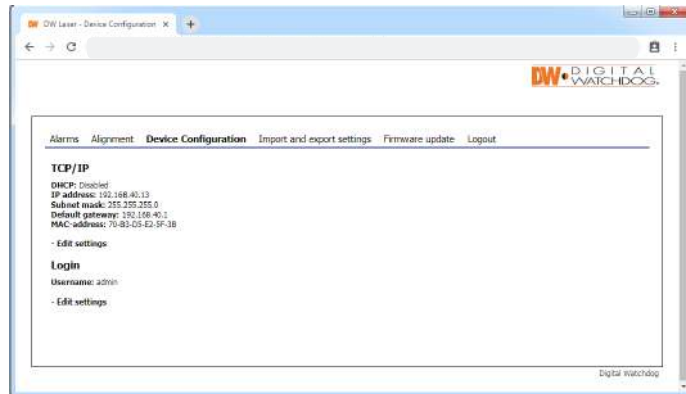 DW Laser - Device Configuration
DIGITAL
DW WATCHDOG®
Alarms Alignment Device Configuration Import and export settings Firmware update Logout
TCP/IP
DHCP: Disabled
IP address: 192.168.40.13
Subnet mask: 255.255.255.0
Default gateway: 192.168.40.1
MAC-address: 70-B3-D5-E2-5F-3B
- Edit settings
Login
Username: admin
- Edit settings
Digital Watchdog